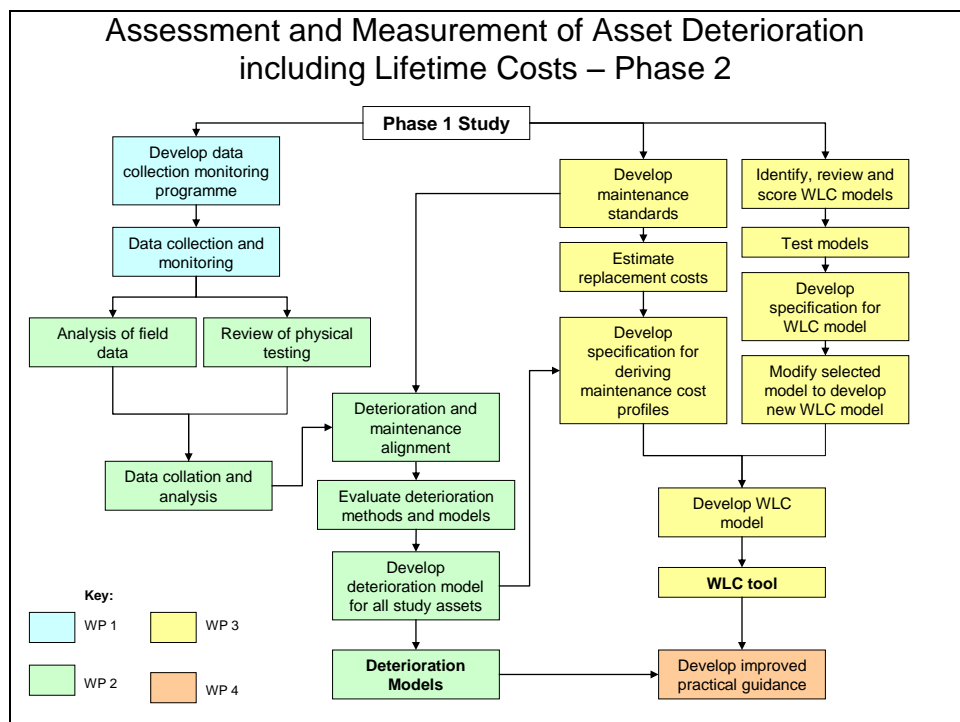 Assessment and Measurement of Asset Deterioration
including Lifetime Costs – Phase 2
Phase 1 Study
Develop data
collection monitoring
programme
Data collection and
monitoring
Analysis of field
data
Review of physical
testing
Data collation and
analysis
Deterioration and
maintenance
alignment
Evaluate deterioration
methods and models
Develop
deterioration model
for all study assets
Deterioration
Models
Develop
maintenance
standards
Estimate
replacement costs
Develop
specification for
deriving
maintenance cost
profiles
Identify, review and
score WLC models
Test models
Develop
specification for
WLC model
Modify selected
model to develop
new WLC model
Develop WLC
model
WLC tool
Develop improved
practical guidance
Key:
WP 1
WP 3
WP 2
WP 4